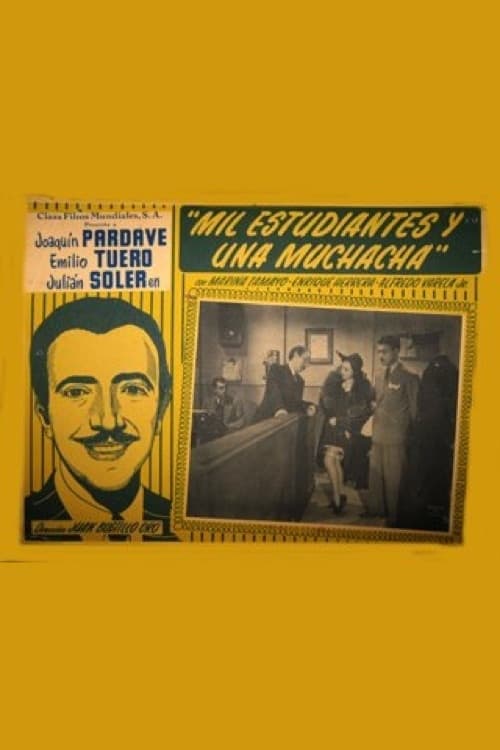 Clasa Films Mundiales, S. A.
Presenta a
Joaquín PARDAVE
Emilio TUERO
Julián SOLER en
"MIL ESTUDIANTES Y
UNA MUCHACHA"
con MARINA TAMAYO - ENRIQUE HERRERA - ALFREDO VARELA Jr.
Dirección JUAN BUSTILLO ORO